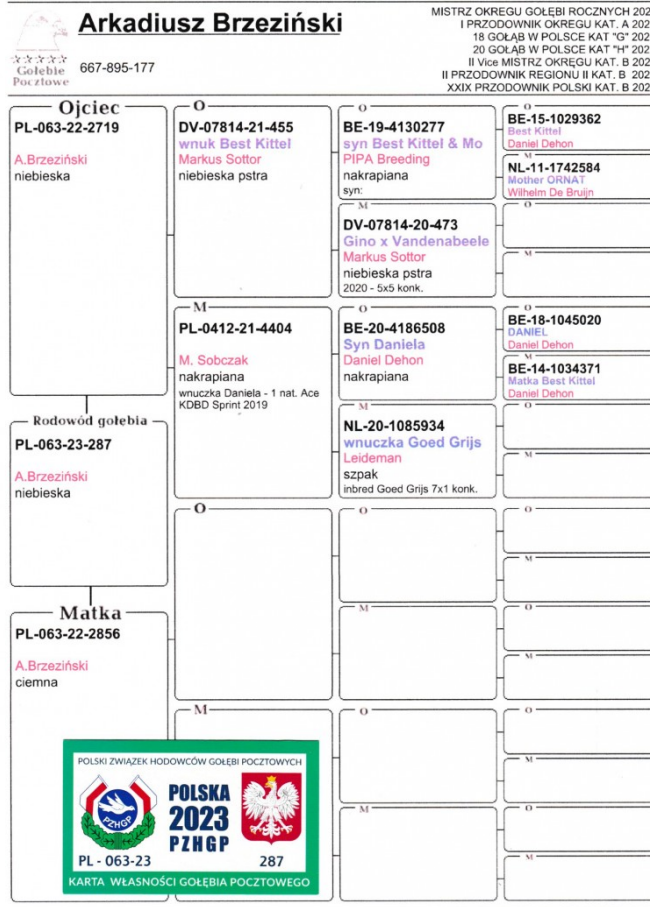 Arkadiusz Brzeziński
MISTRZ OKRĘGU GOŁĘBI ROCZNYCH 202
I PRZODOWNIK OKRĘGU KAT. A 202
18 GOŁĄB W POLSCE KAT "G" 202
20 GOŁĄB W POLSCE KAT "H" 202
II Vice MISTRZ OKRĘGU KAT. B 202
II PRZODOWNIK REGIONU II KAT. B 202
XXIX PRZODOWNIK POLSKI KAT. B 202
Gołębie
Pocztowe
667-895-177
Ojciec
PL-063-22-2719
A.Brzeziński
niebieska
Rodowód gołebia
PL-063-23-287
A.Brzeziński
niebieska
Matka
PL-063-22-2856
A.Brzeziński
ciemna
O
DV-07814-21-455
wnuk Best Kittel
Markus Sottor
niebieska pstra
M
PL-0412-21-4404
M. Sobczak
nakrapiana
wnuczka Daniela - 1 nat. Ace
KDBD Sprint 2019
O
M
O
BE-19-4130277
syn Best Kittel & Mo
PIPA Breeding
nakrapiana
syn:
M
DV-07814-20-473
Gino x Vandenabeele
Markus Sottor
niebieska pstra
2020 - 5x5 konk.
O
BE-20-4186508
Syn Daniela
Daniel Dehon
nakrapiana
M
NL-20-1085934
wnuczka Goed Grijs
Leideman
szpak
inbred Goed Grijs 7x1 konk.
O
M
O
M
O
BE-15-1029362
Best Kittel
Daniel Dehon
M
NL-11-1742584
Mother ORNAT
Wilhelm De Bruijn
O
M
O
BE-18-1045020
DANIEL
Daniel Dehon
M
BE-14-1034371
Matka Best Kittel
Daniel Dehon
O
M
O
M
O
M
O
M
O
M
POLSKI ZWIĄZEK HODOWCÓW GOŁĘBI POCZTOWYCH
PZHGP
POLSKA
2023
PZHGP
PL - 063-23
287
KARTA WŁASNOŚCI GOŁĘBIA POCZTOWEGO